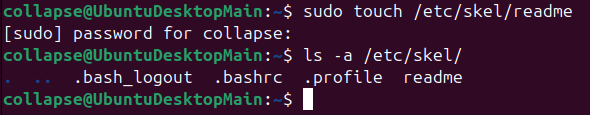 collapse@UbuntuDesktopMain:~$ sudo touch /etc/skel/readme
[sudo] password for collapse:
collapse@UbuntuDesktopMain:~$ ls -a /etc/skel/
.  ..  .bash_logout  .bashrc  .profile  readme
collapse@UbuntuDesktopMain:~$